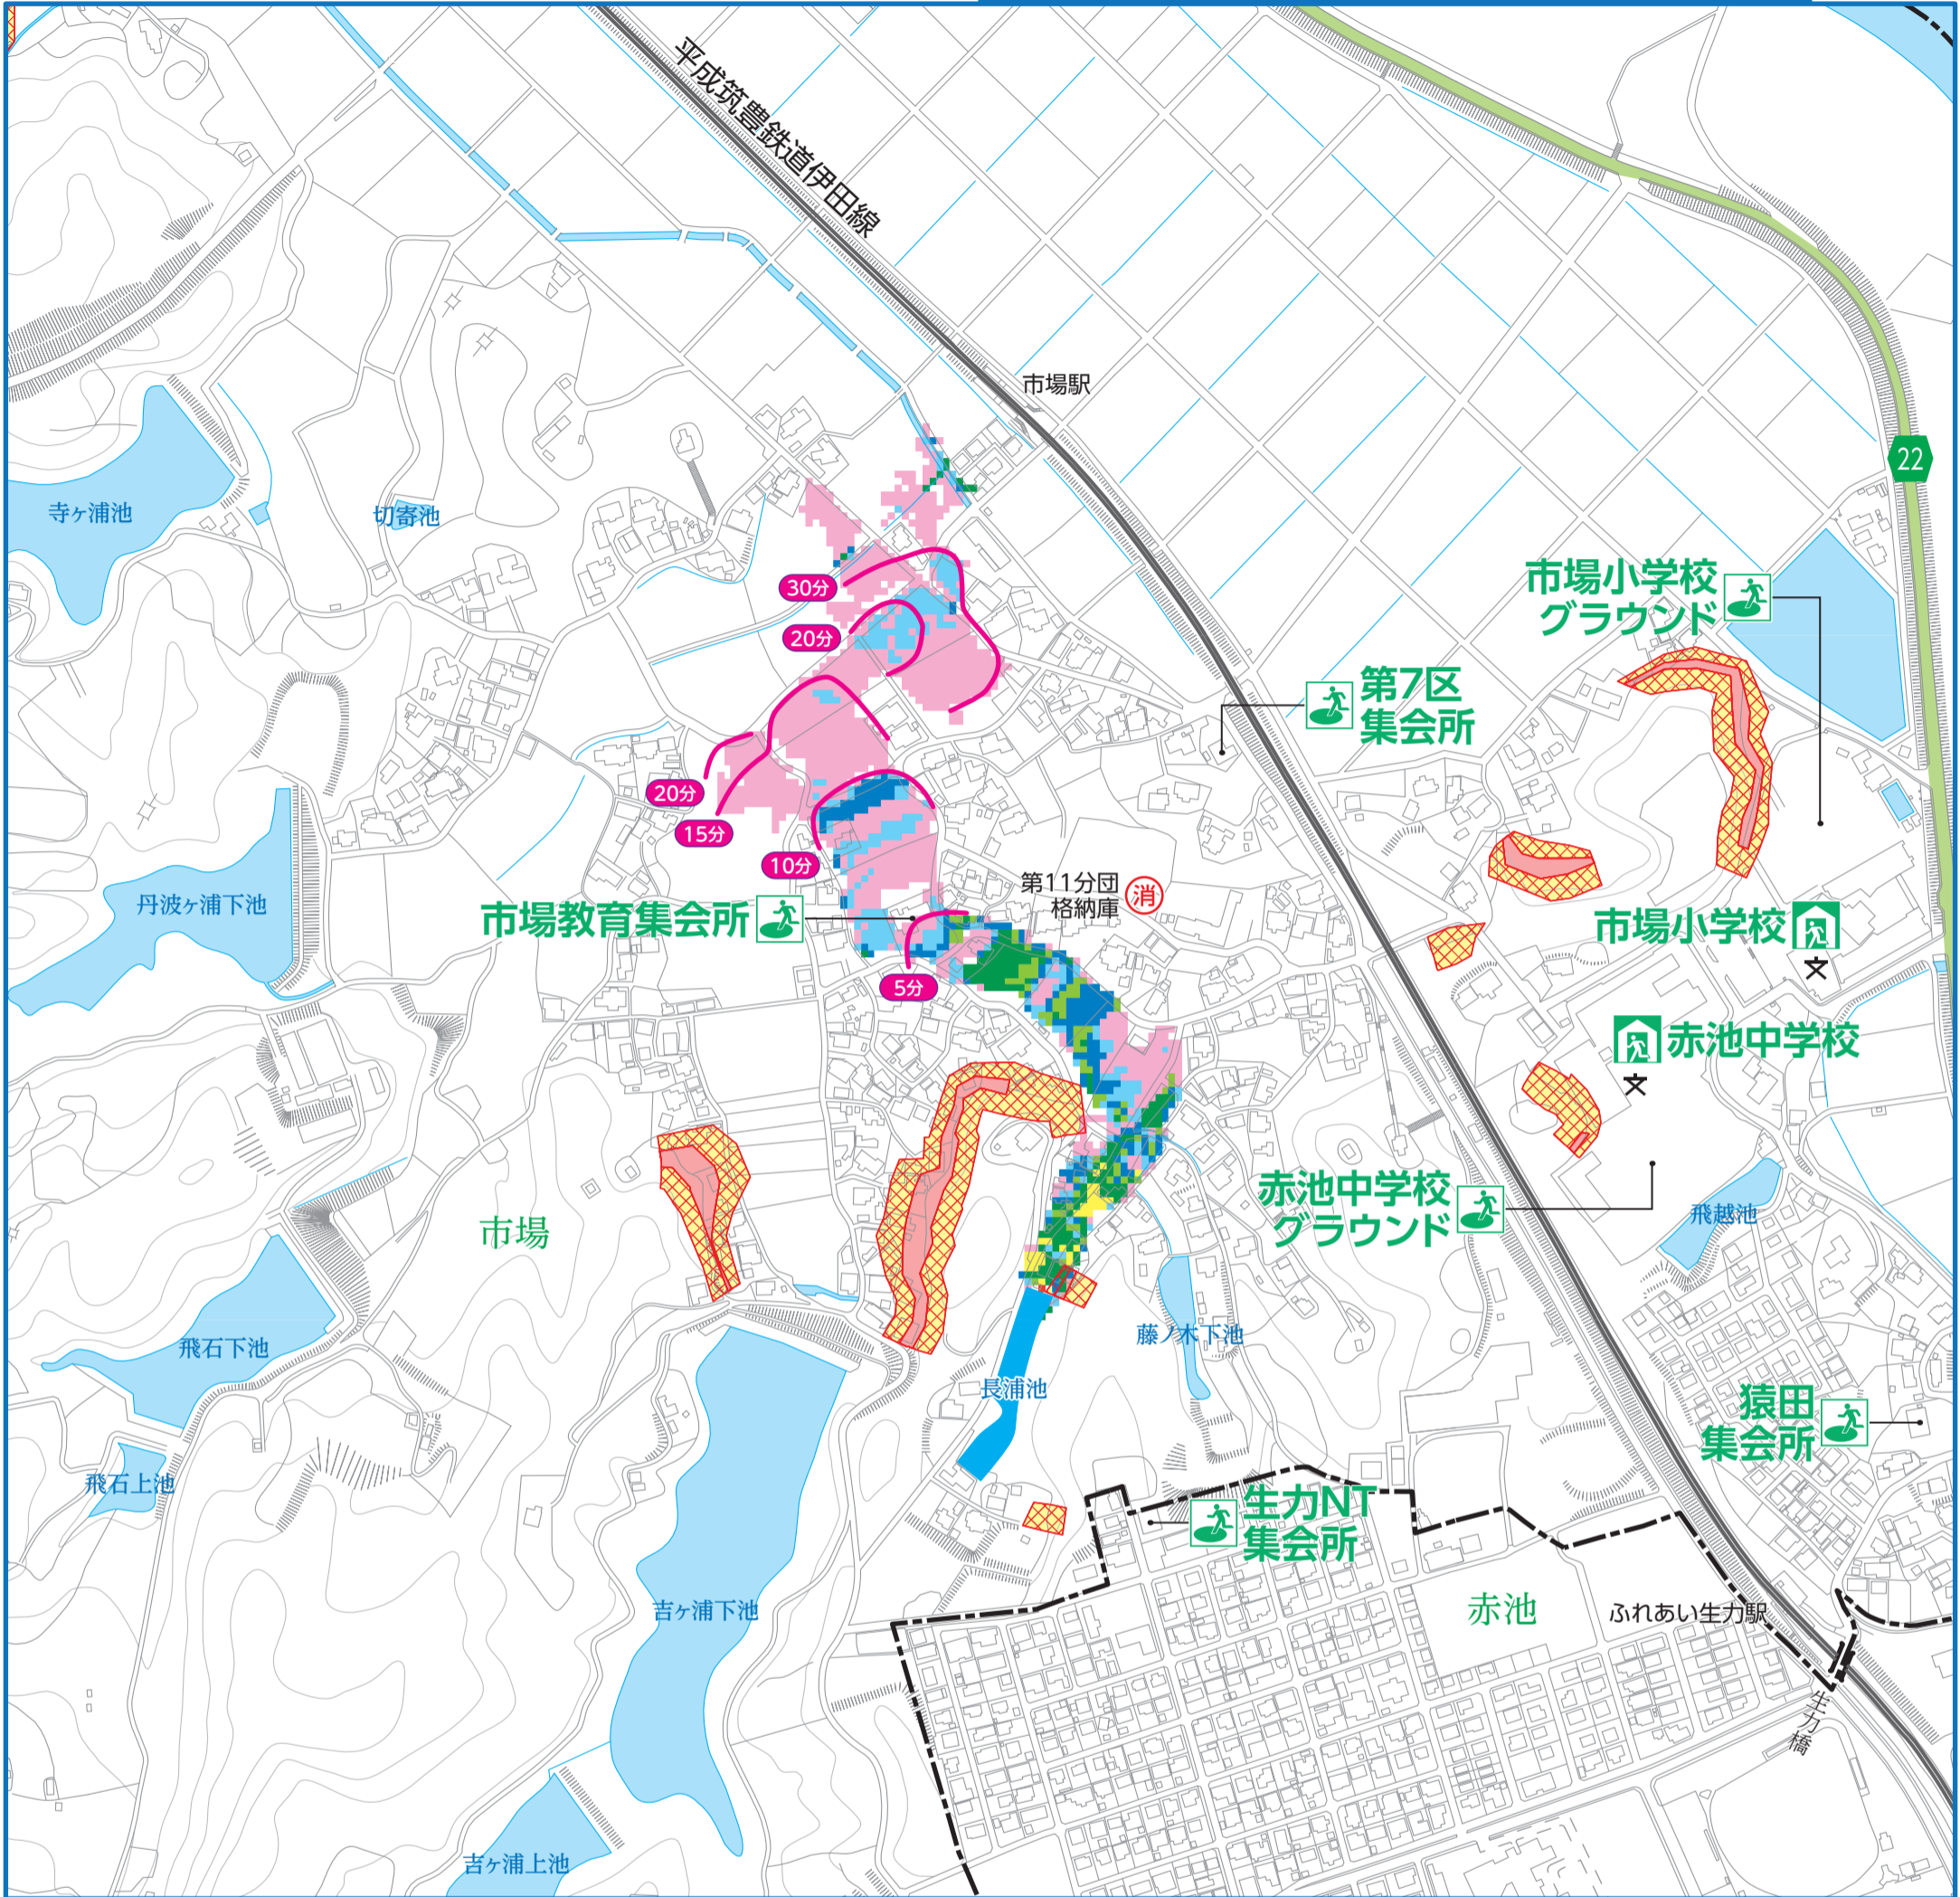 平成筑豊鉄道伊田線
市場駅
22
寺ヶ浦池
切寄池
30分
20分
市場小学校
グラウンド
第7区
集会所
20分
15分
10分
第11分団
格納庫
消
丹波ヶ浦下池
市場教育集会所
市場小学校
文
5分
赤池中学校
文
市場
赤池中学校
グラウンド
飛越池
飛石下池
藤ノ木下池
長浦池
猿田
集会所
飛石上池
生力NT
集会所
吉ヶ浦下池
赤池
ふれあい生力駅
生力橋
吉ヶ浦上池